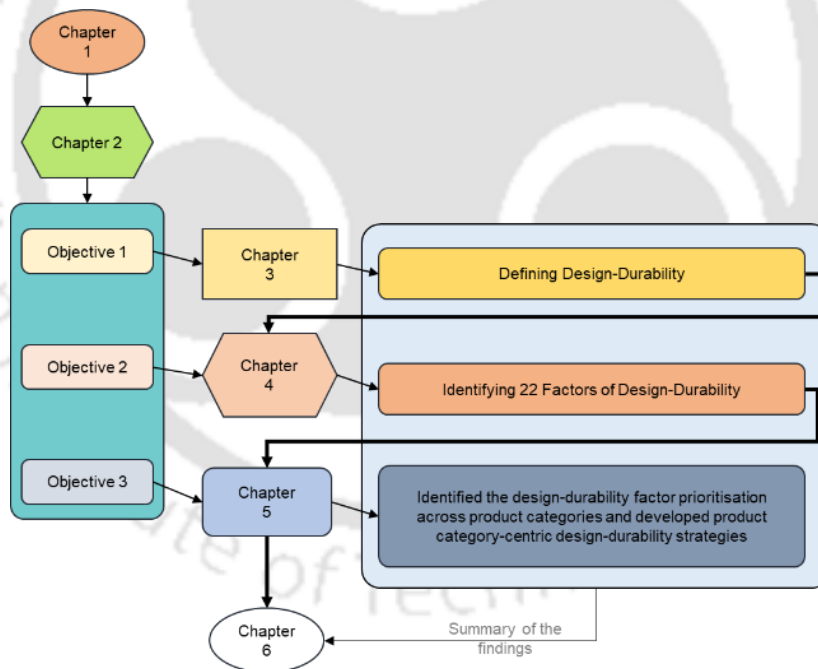 Chapter
1
Chapter 2
Objective 1
Chapter
3
Defining Design-Durability
Objective 2
Chapter
4
Identifying 22 Factors of Design-Durability
Objective 3
Chapter
5
Identified the design-durability factor prioritisation
across product categories and developed product
category-centric design-durability strategies
Chapter
6
Summary of the
findings